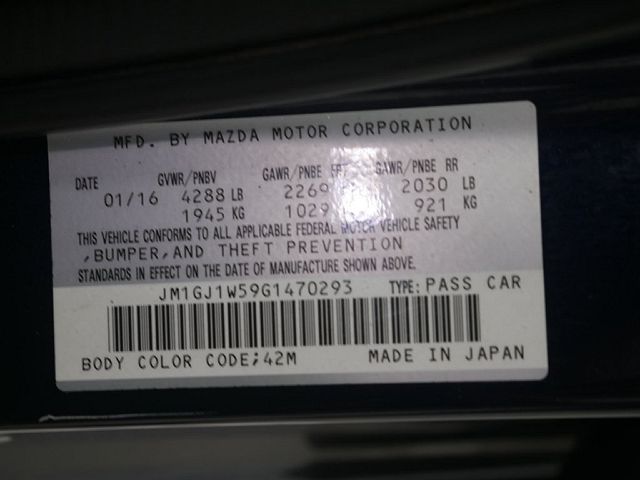 MFD. BY MAZDA MOTOR CORPORATION
DATE GVWR/PNBV GAWR/PNBE FRT GAWR/PNBE RR
01/16 4288 LB 2269 2030 LB
1945 KG 1029 921 KG
THIS VEHICLE CONFORMS TO ALL APPLICABLE FEDERAL MOTOR VEHICLE SAFETY
,BUMPER,AND THEFT PREVENTION
STANDARDS IN EFFECT ON THE DATE OF MANUFACTURE SHOWN ABOVE.
JM1GJ1W59G1470293 TYPE: PASS CAR
BODY COLOR CODE;42M MADE IN JAPAN